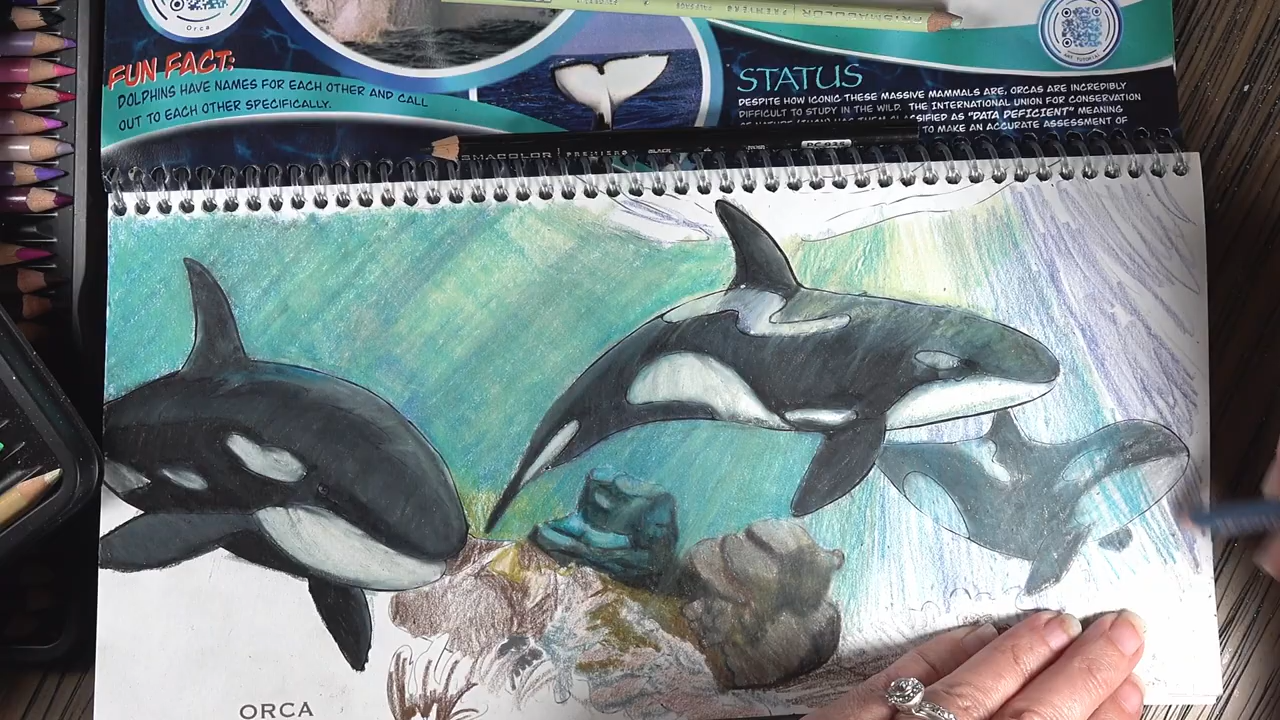 Orca
PRISMACOLOR PREMIER
FUN FACT:
DOLPHINS HAVE NAMES FOR EACH OTHER AND CALL
OUT TO EACH OTHER SPECIFICALLY.
STATUS
DESPITE HOW ICONIC THESE MASSIVE MAMMALS ARE, ORCAS ARE INCREDIBLY
DIFFICULT TO STUDY IN THE WILD. THE INTERNATIONAL UNION FOR CONSERVATION
"DATA DEFICIENT" MEANING
TO MAKE AN ACCURATE ASSESSMENT OF
SMACOLOR PREMIER BLACK PC935
ORCA